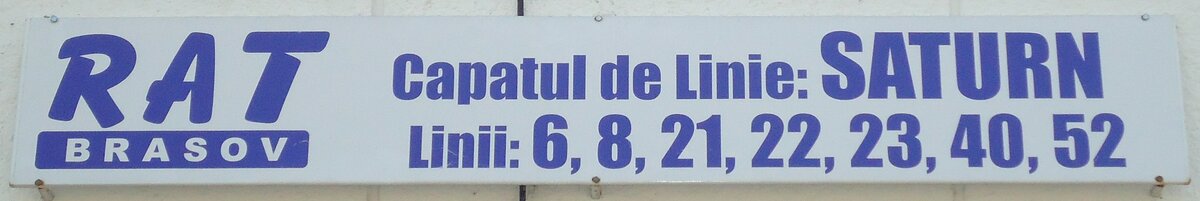 RAT
BRASOV
Capatul de Linie: SATURN
Linii: 6, 8, 21, 22, 23, 40, 52